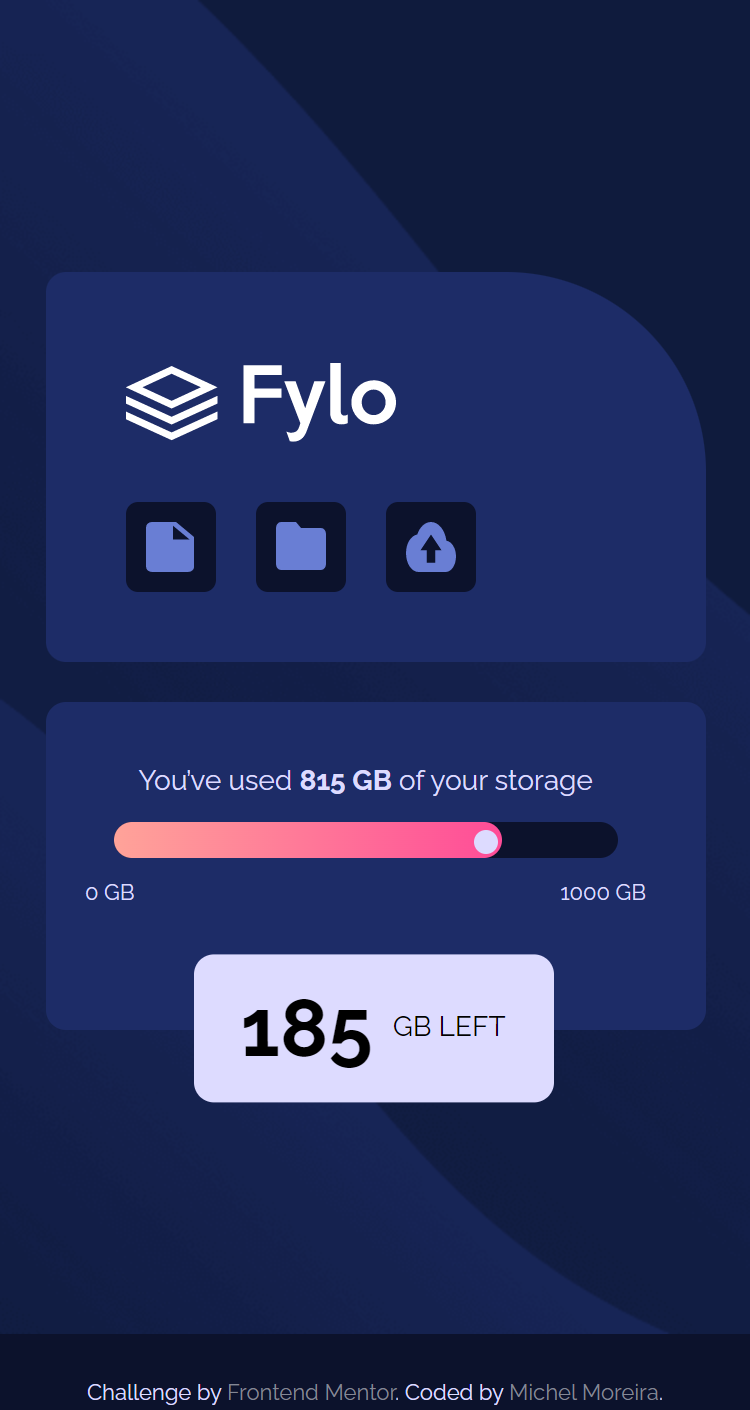 Fylo
You’ve used 815 GB of your storage
0 GB 1000 GB
185 GB LEFT
Challenge by Frontend Mentor. Coded by Michel Moreira.